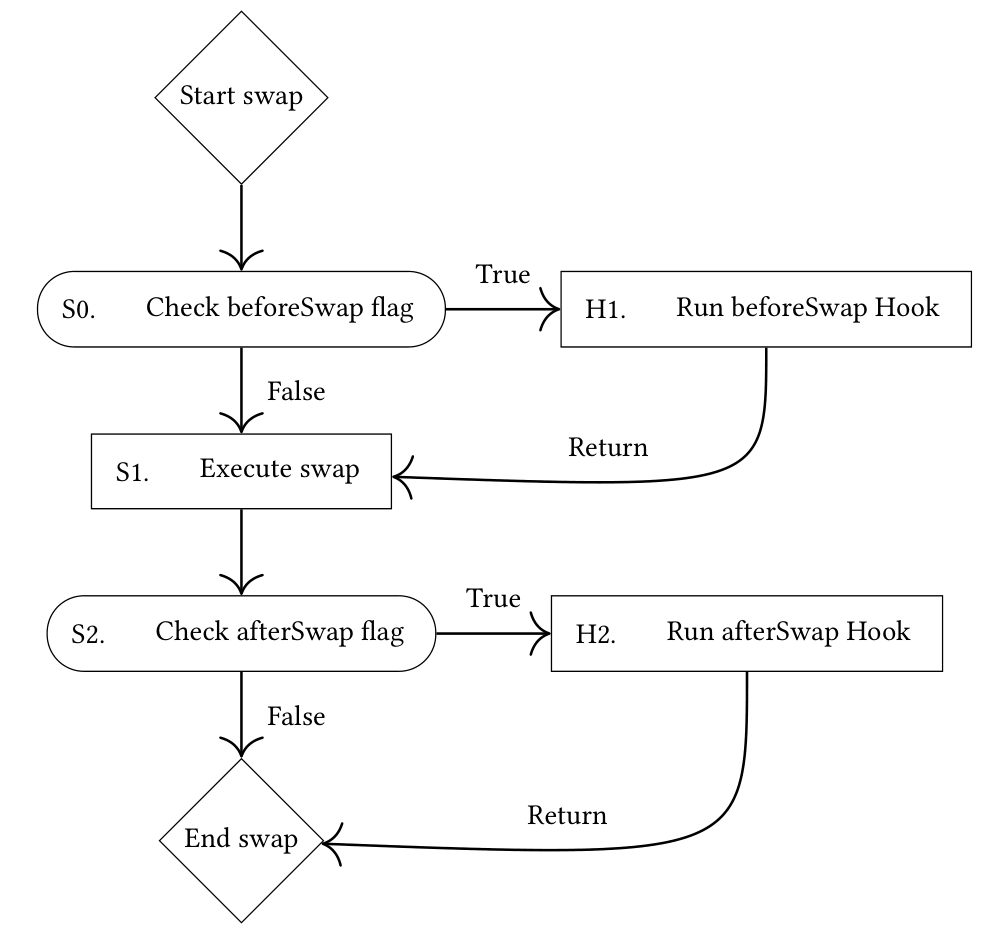 Start swap
True
S0. Check beforeSwap flag
H1. Run beforeSwap Hook
False
Return
S1. Execute swap
True
S2. Check afterSwap flag
H2. Run afterSwap Hook
False
Return
End swap